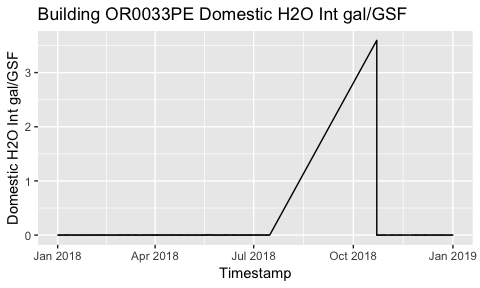 Building OR0033PE Domestic H2O Int gal/GSF
Domestic H2O Int gal/GSF
3
2
1
0
Jan 2018 Apr 2018 Jul 2018 Oct 2018 Jan 2019
Timestamp